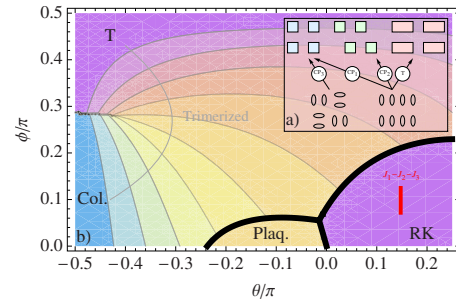 T
Trimerized
Col.
Plaq.
RK
J₁–J₂–J₃
a)
b)
CP₂ CP₁ CP₂ T
0.5
0.4
0.3
0.2
0.1
0.0
ϕ/π
−0.5 −0.4 −0.3 −0.2 −0.1 0.0 0.1 0.2
θ/π